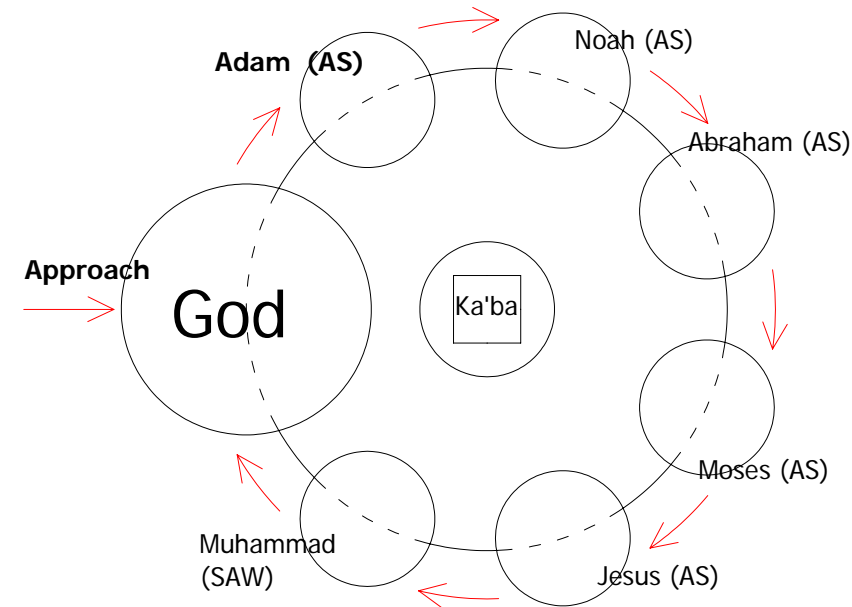 Noah (AS)
Adam (AS)
Abraham (AS)
Approach
God
Ka'ba
Moses (AS)
Muhammad
(SAW)
Jesus (AS)